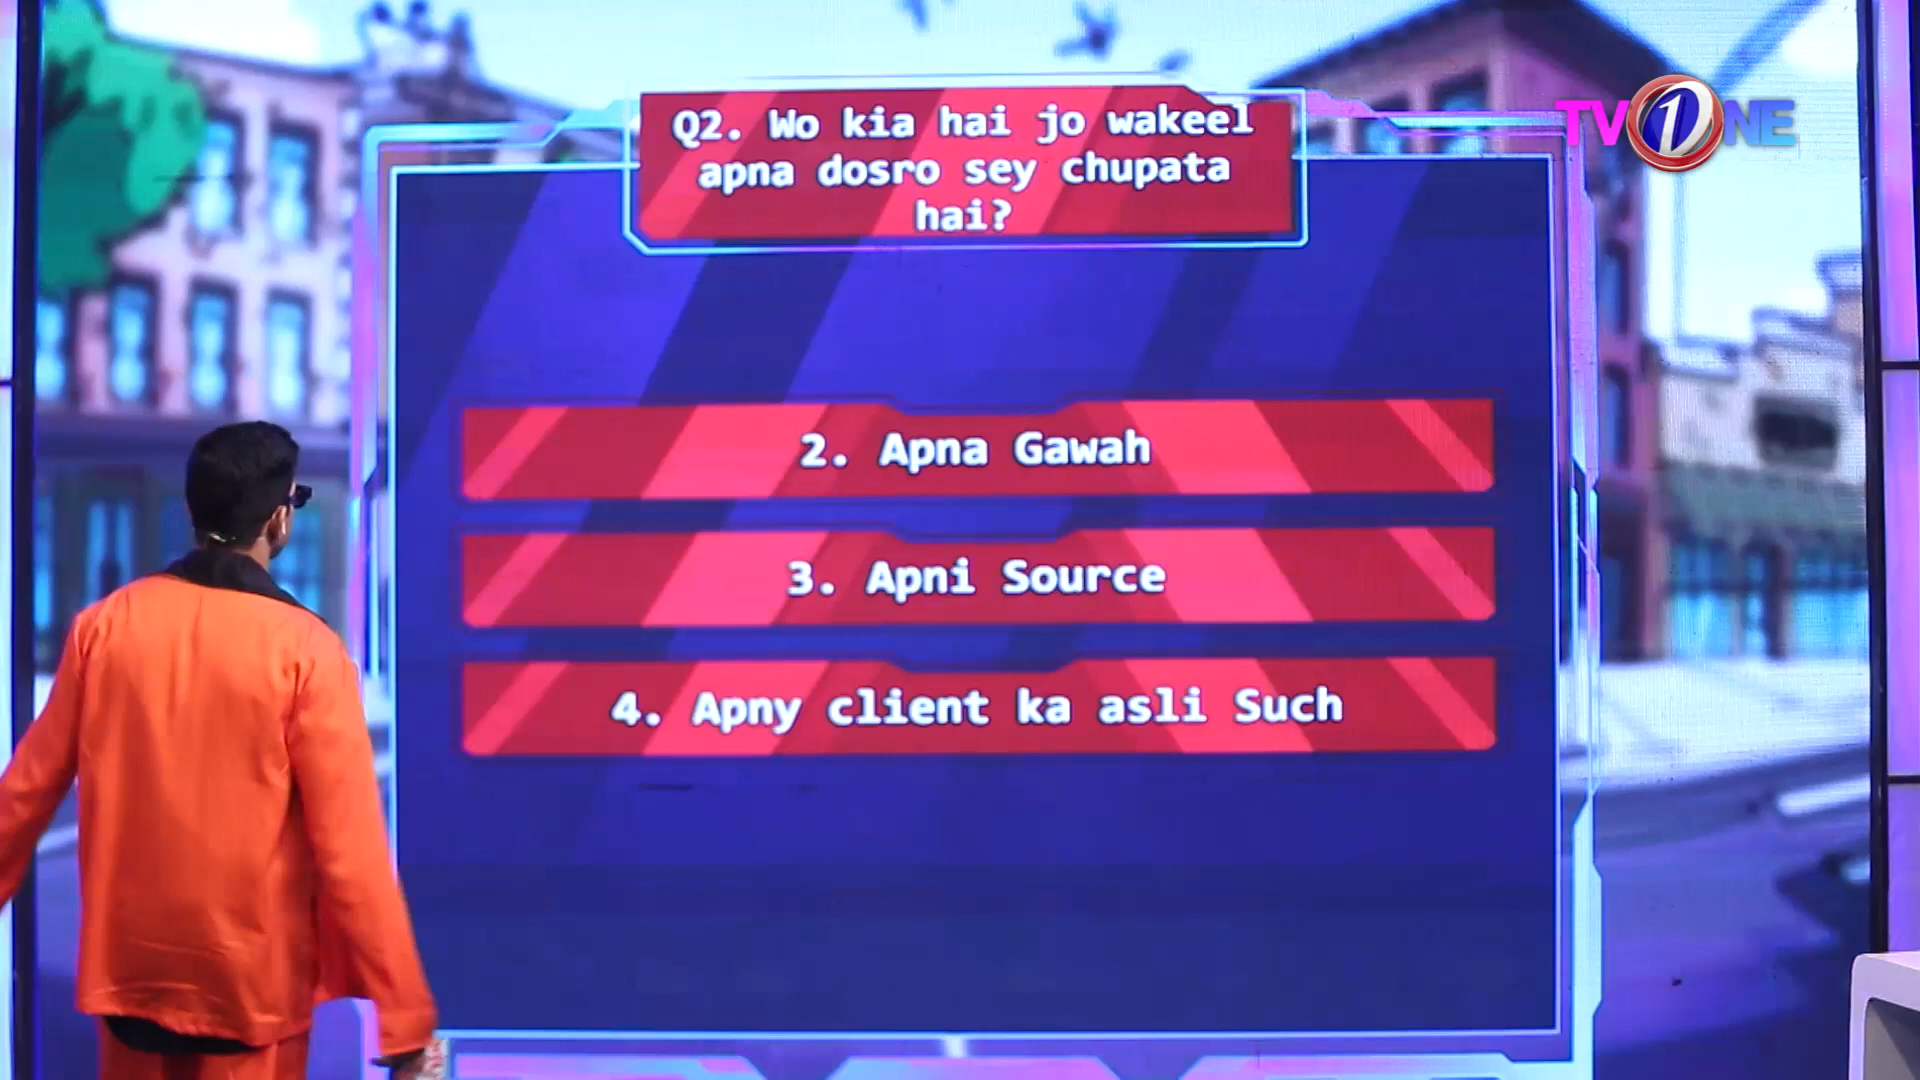 Q2. Wo kia hai jo wakeel
apna dosro sey chupata
hai?
2. Apna Gawah
3. Apni Source
4. Apny client ka asli Such
TV ONE